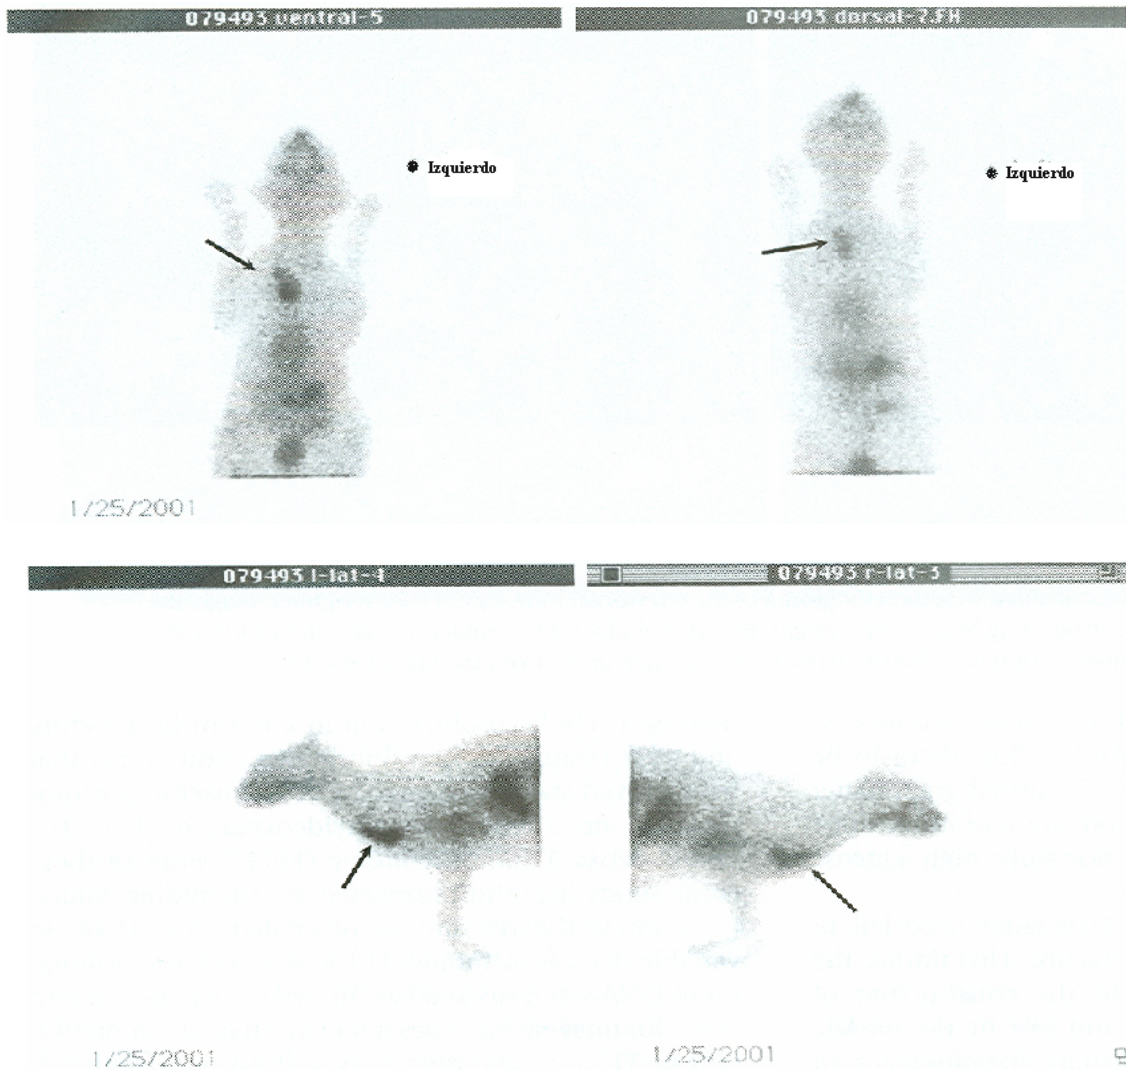 079493 ventral-5
079493 dorsal-7.FH
Izquierdo
Izquierdo
1/25/2001
079493 l-lat-4
079493 r-lat-3
1/25/2001
1/25/2001